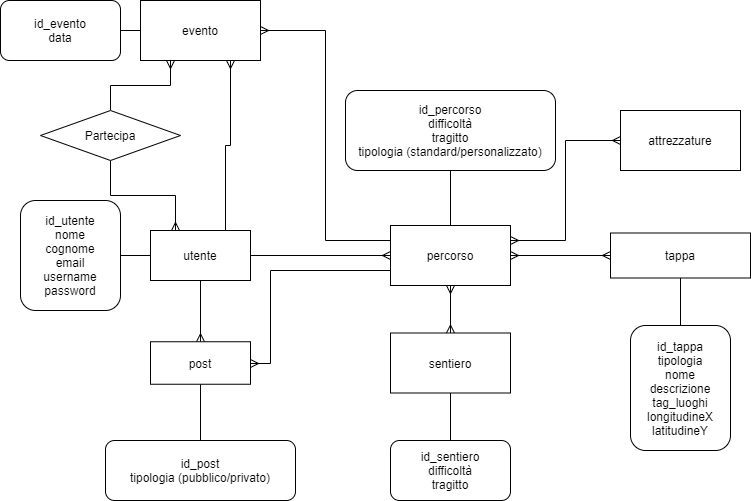 id_evento
data
evento
Partecipa
id_percorso
difficoltà
tragitto
tipologia (standard/personalizzato)
attrezzature
id_utente
nome
cognome
email
username
password
utente
percorso
tappa
post
sentiero
id_tappa
tipologia
nome
descrizione
tag_luoghi
longitudineX
latitudineY
id_post
tipologia (pubblico/privato)
id_sentiero
difficoltà
tragitto